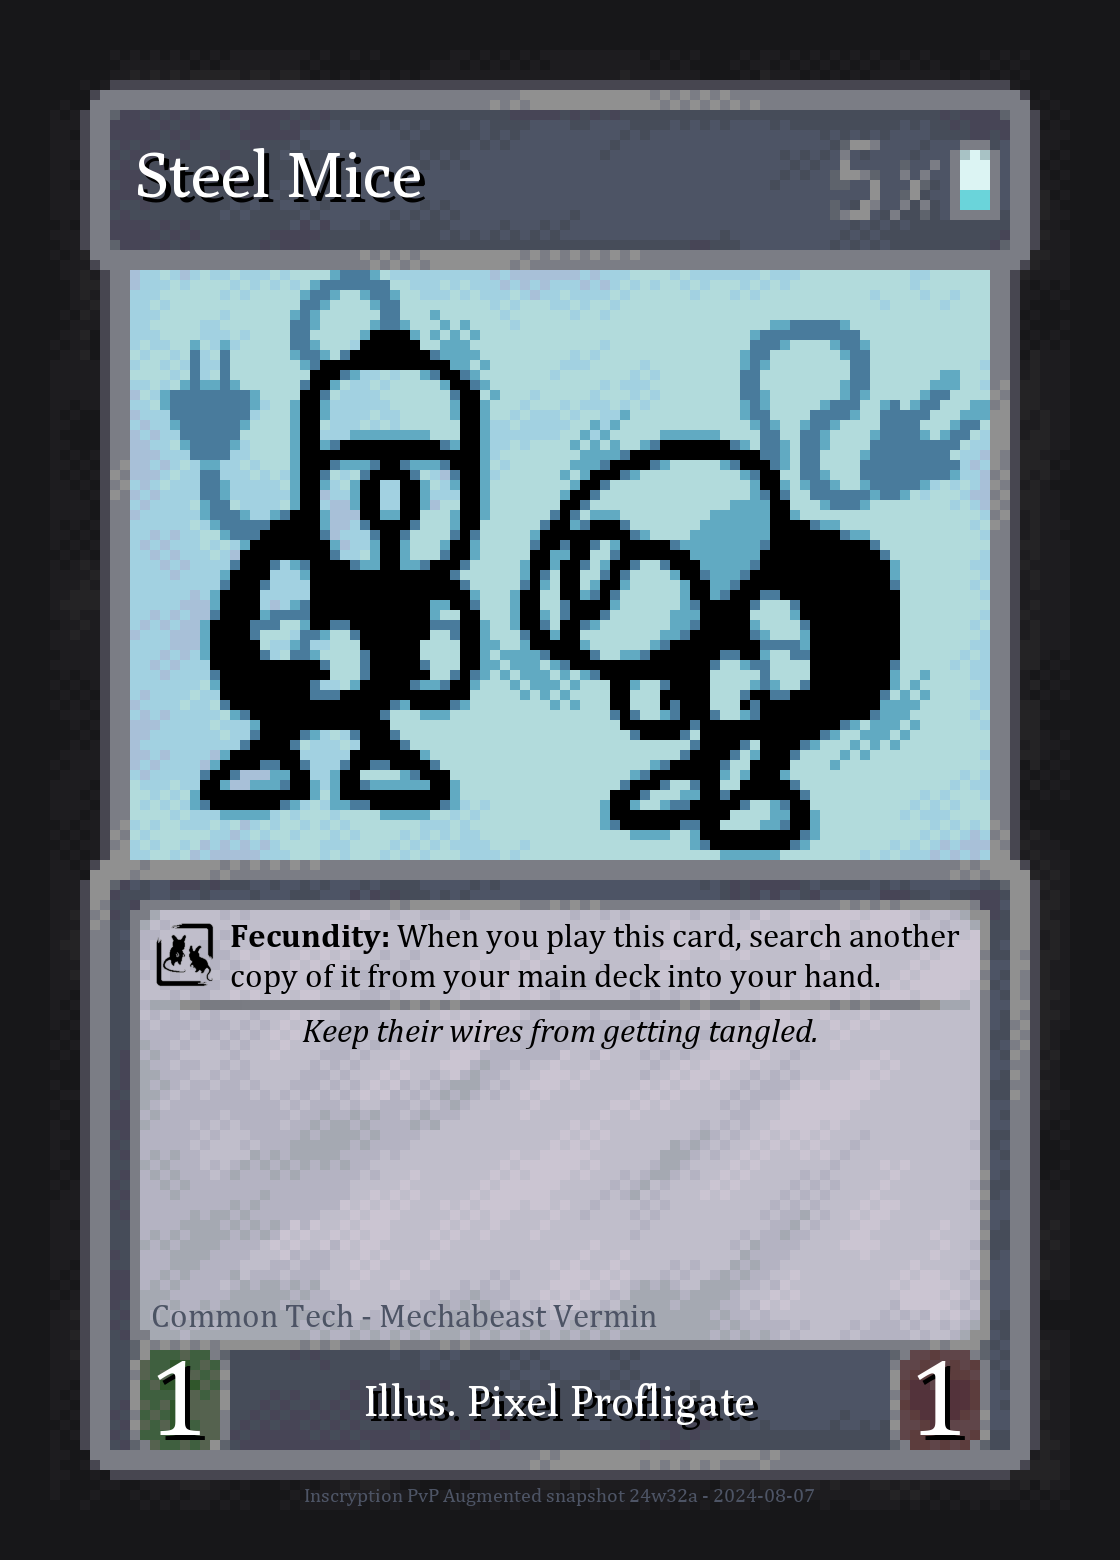 Steel Mice 5x
Fecundity: When you play this card, search another
copy of it from your main deck into your hand.
Keep their wires from getting tangled.
Common Tech - Mechabeast Vermin
1 Illus. Pixel Profligate 1
Inscryption PvP Augmented snapshot 24w32a - 2024-08-07